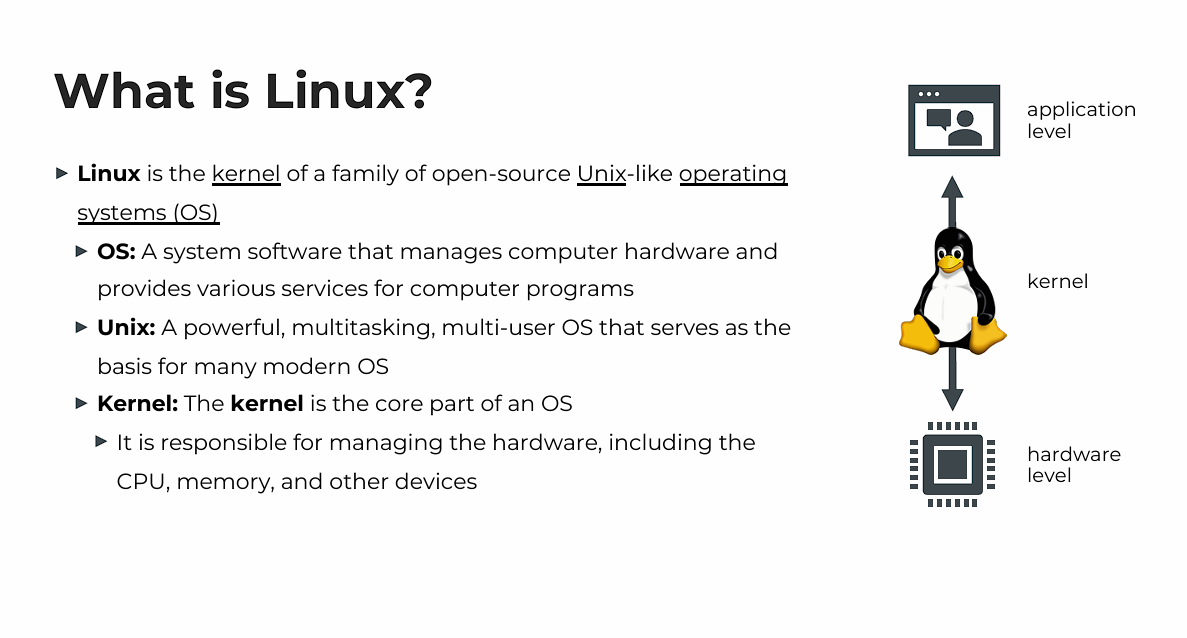 What is Linux?
Linux is the kernel of a family of open-source Unix-like operating
systems (OS)
OS: A system software that manages computer hardware and
provides various services for computer programs
Unix: A powerful, multitasking, multi-user OS that serves as the
basis for many modern OS
Kernel: The kernel is the core part of an OS
It is responsible for managing the hardware, including the
CPU, memory, and other devices
application
level
kernel
hardware
level